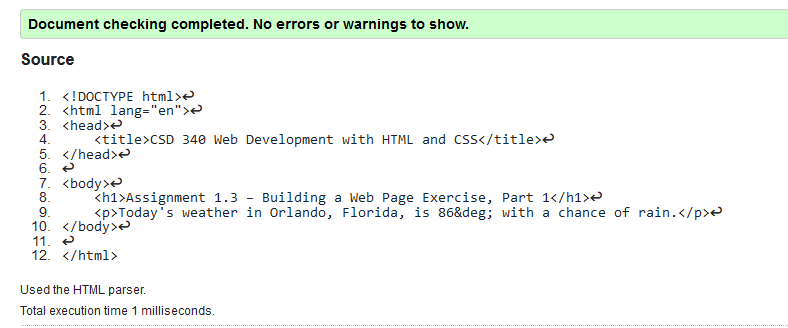 Document checking completed. No errors or warnings to show.
Source
1. <!DOCTYPE html>↩
2. <html lang="en">↩
3. <head>↩
4.     <title>CSD 340 Web Development with HTML and CSS</title>↩
5. </head>↩
6. ↩
7. <body>↩
8.     <h1>Assignment 1.3 – Building a Web Page Exercise, Part 1</h1>↩
9.     <p>Today's weather in Orlando, Florida, is 86&deg; with a chance of rain.</p>↩
10. </body>↩
11. ↩
12. </html>
Used the HTML parser.
Total execution time 1 milliseconds.